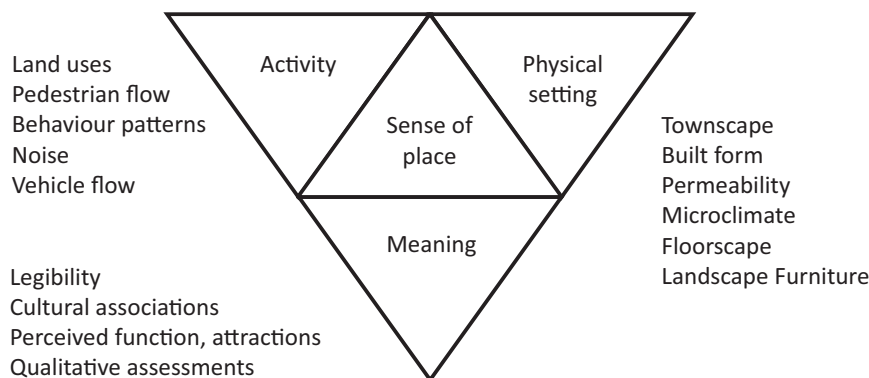 Land uses
Pedestrian flow
Behaviour patterns
Noise
Vehicle flow
Activity
Sense of
place
Physical
setting
Townscape
Built form
Permeability
Microclimate
Floorscape
Landscape Furniture
Meaning
Legibility
Cultural associations
Perceived function, attractions
Qualitative assessments